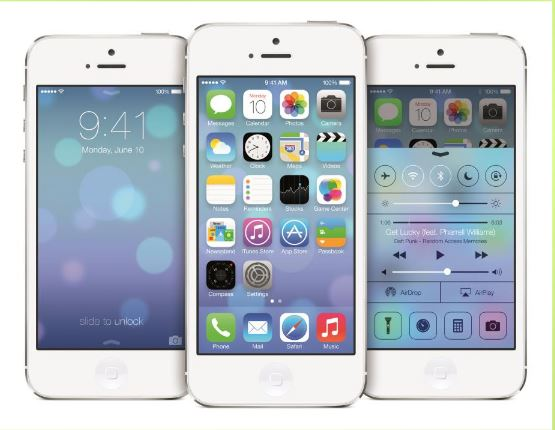 100%
9:41
Monday, June 10
slide to unlock
9:41 AM
100%
Monday
10
Messages
Calendar
Photos
Camera
Weather
Clock
Maps
Videos
Notes
Reminders
Stocks
Game Center
Newsstand
iTunes Store
App Store
Passbook
Compass
Settings
Phone
Mail
Safari
Music
100%
Monday
10
Messages
Calendar
Photos
Camera
1:06
5:03
Get Lucky (feat. Pharrell Williams)
Daft Punk - Random Access Memories
AirDrop
AirPlay